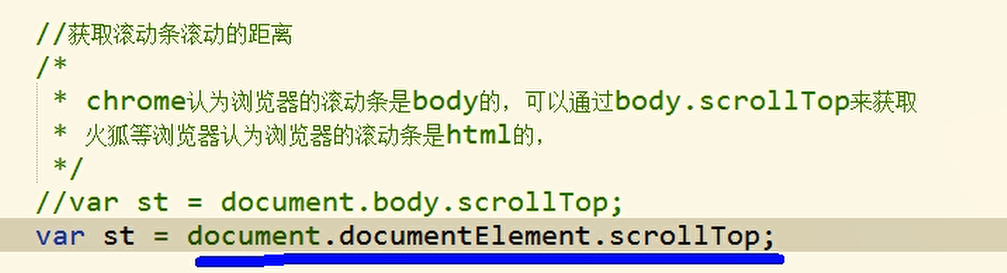 //获取滚动条滚动的距离
/*
* chrome认为浏览器的滚动条是body的，可以通过body.scrollTop来获取
* 火狐等浏览器认为浏览器的滚动条是html的，
*/
//var st = document.body.scrollTop;
var st = document.documentElement.scrollTop;